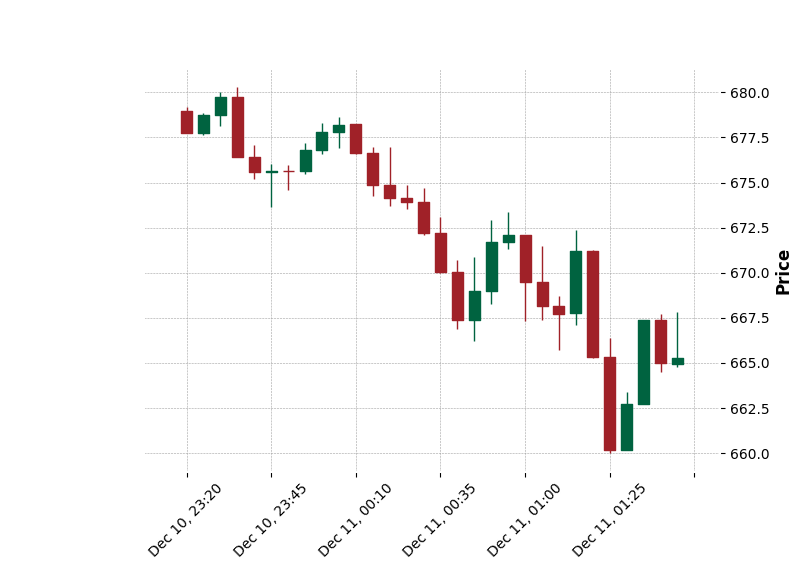 680.0
677.5
675.0
672.5
670.0
667.5
665.0
662.5
660.0
Price
Dec 10, 23:20
Dec 10, 23:45
Dec 11, 00:10
Dec 11, 00:35
Dec 11, 01:00
Dec 11, 01:25